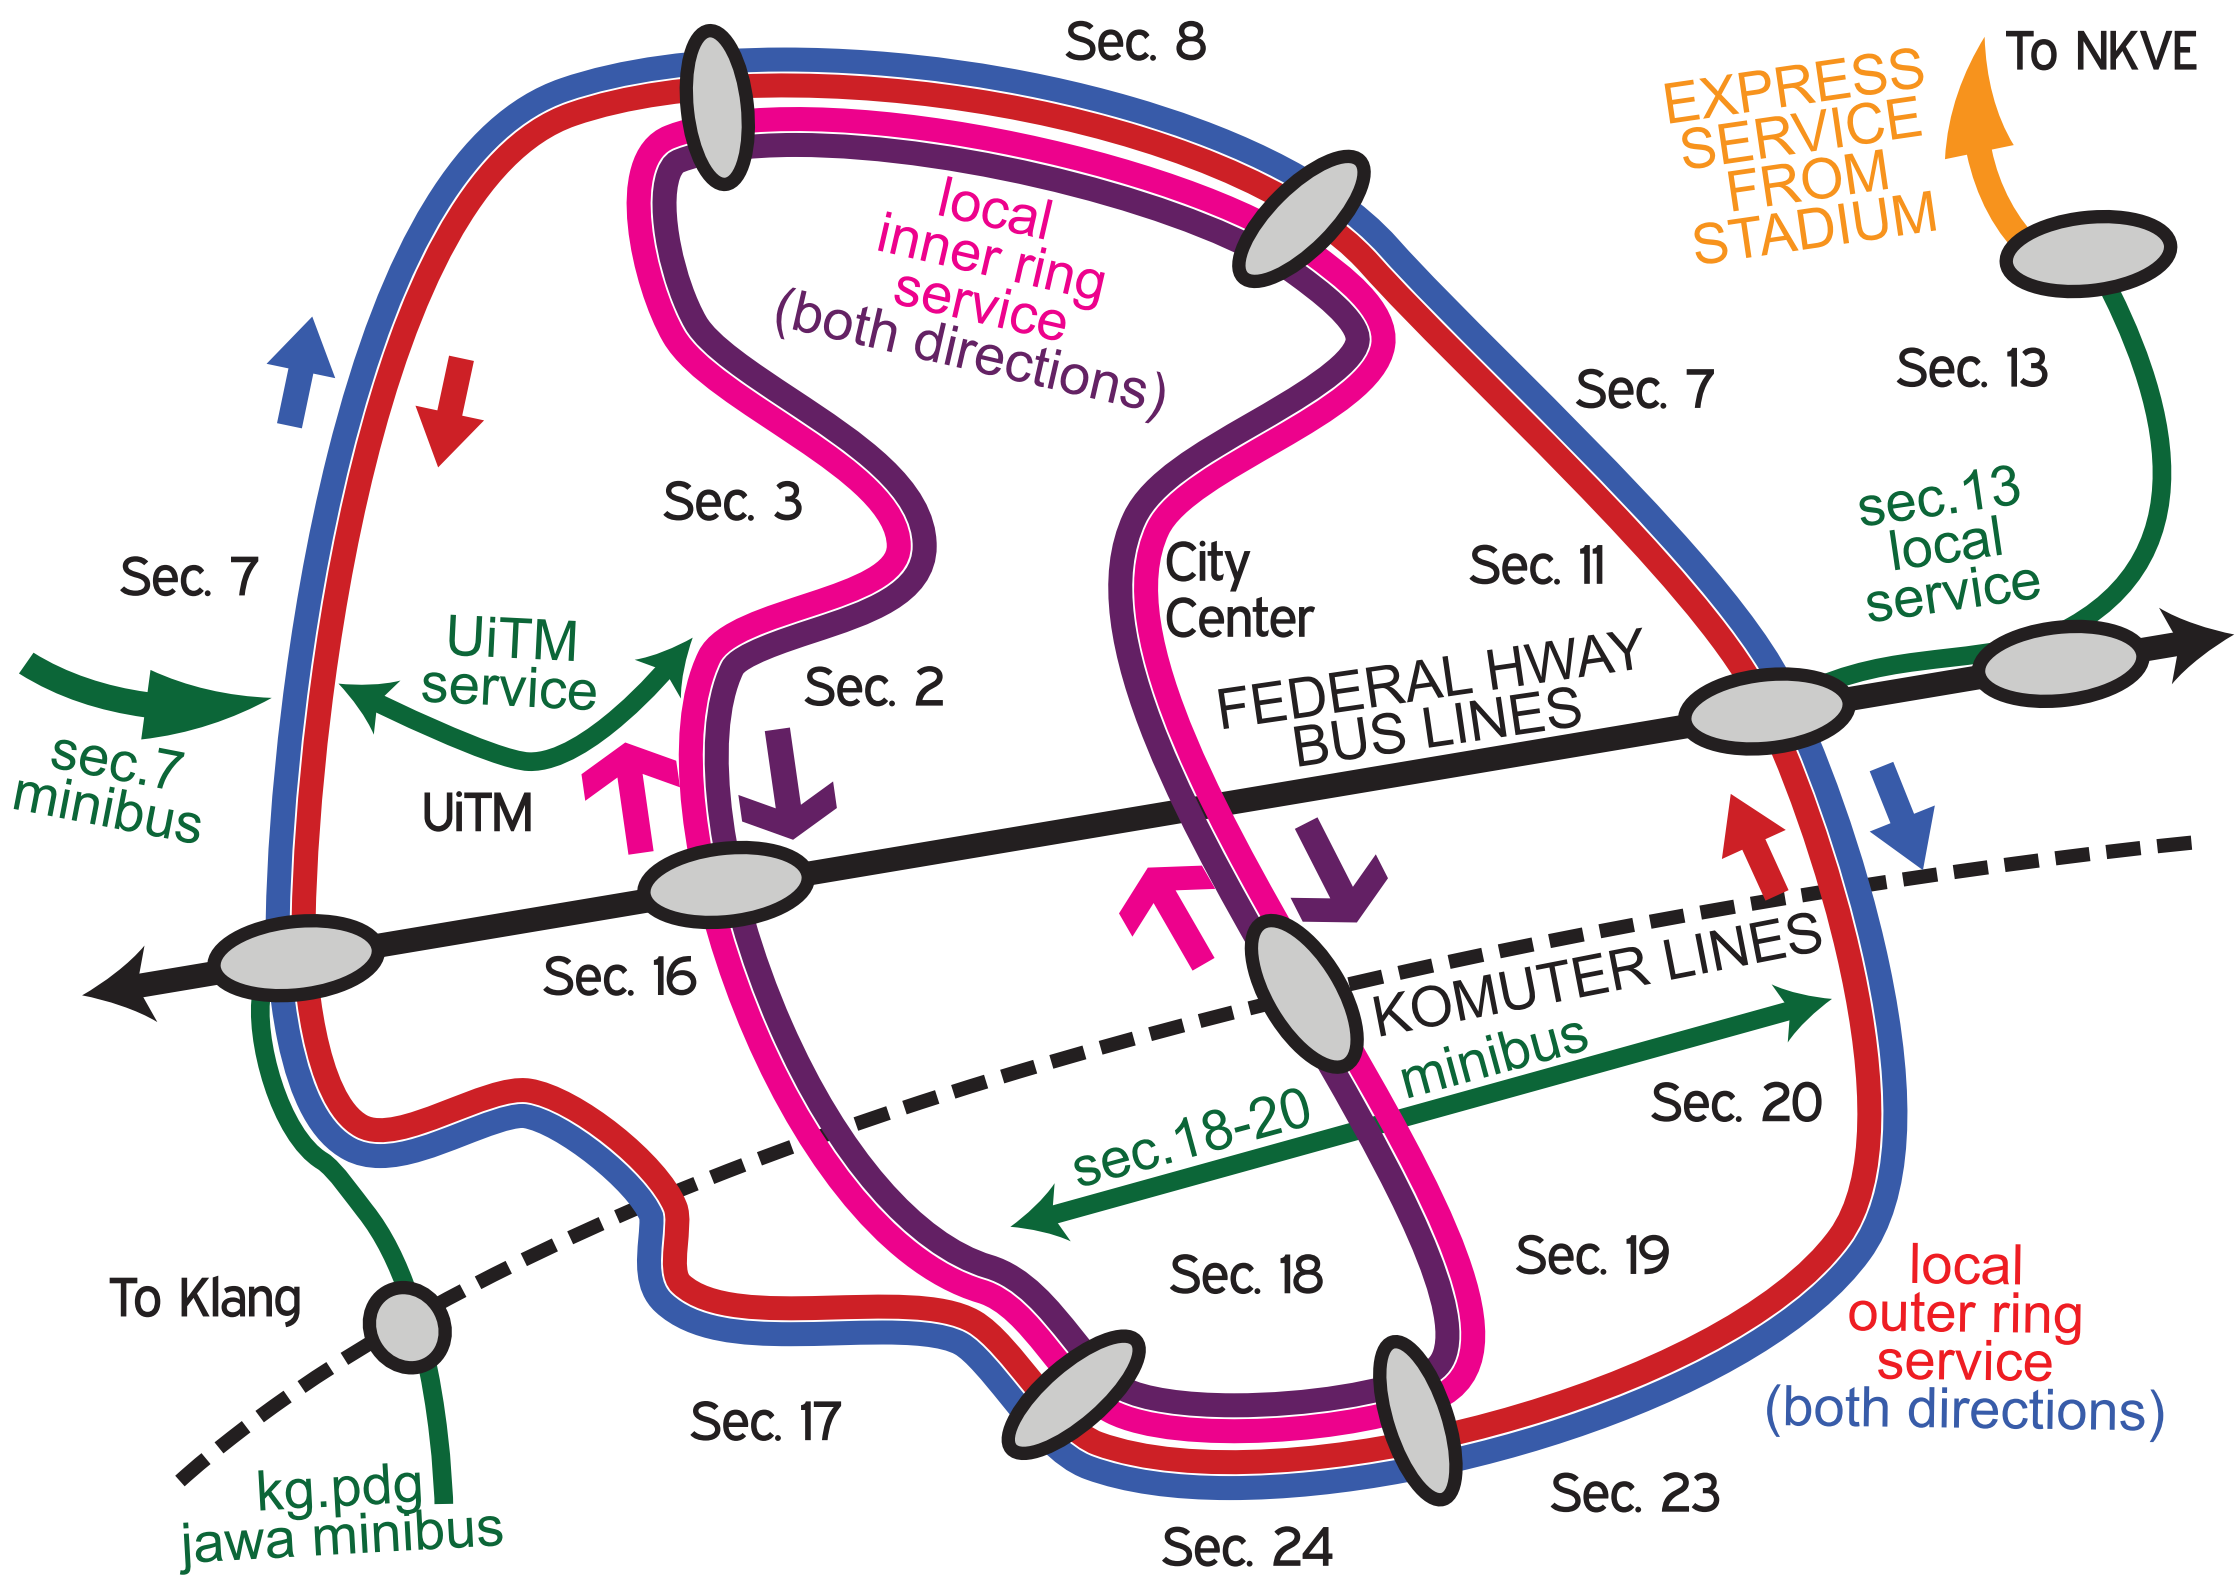 Sec. 8
To NKVE
EXPRESS
SERVICE
FROM
STADIUM
local
inner ring
service
(both directions)
Sec. 13
Sec. 7
Sec. 3
sec.13
local
service
City
Center
Sec. 11
Sec. 7
UiTM
service
Sec. 2
FEDERAL HWAY
BUS LINES
sec.7
minibus
UiTM
Sec. 16
KOMUTER LINES
sec.18-20 minibus
Sec. 20
Sec. 18
Sec. 19
To Klang
local
outer ring
service
(both directions)
Sec. 17
kg.pdg
jawa minibus
Sec. 23
Sec. 24